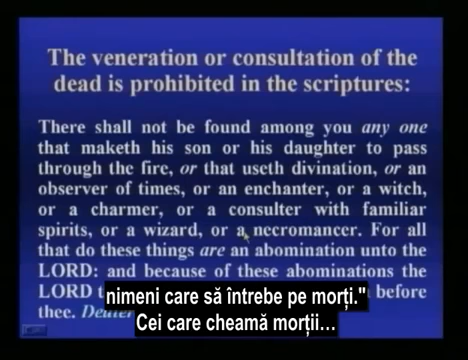 The veneration or consultation of the
dead is prohibited in the scriptures:
There shall not be found among you any one
that maketh his son or his daughter to pass
through the fire, or that useth divination, or an
observer of times, or an enchanter, or a witch,
or a charmer, or a consulter with familiar
spirits, or a wizard, or a necromancer. For all
that do these things are an abomination unto the
LORD: and because of these abominations the
LORD before
thee.
nimeni care să întrebe pe morți."
Cei care cheamă morții...